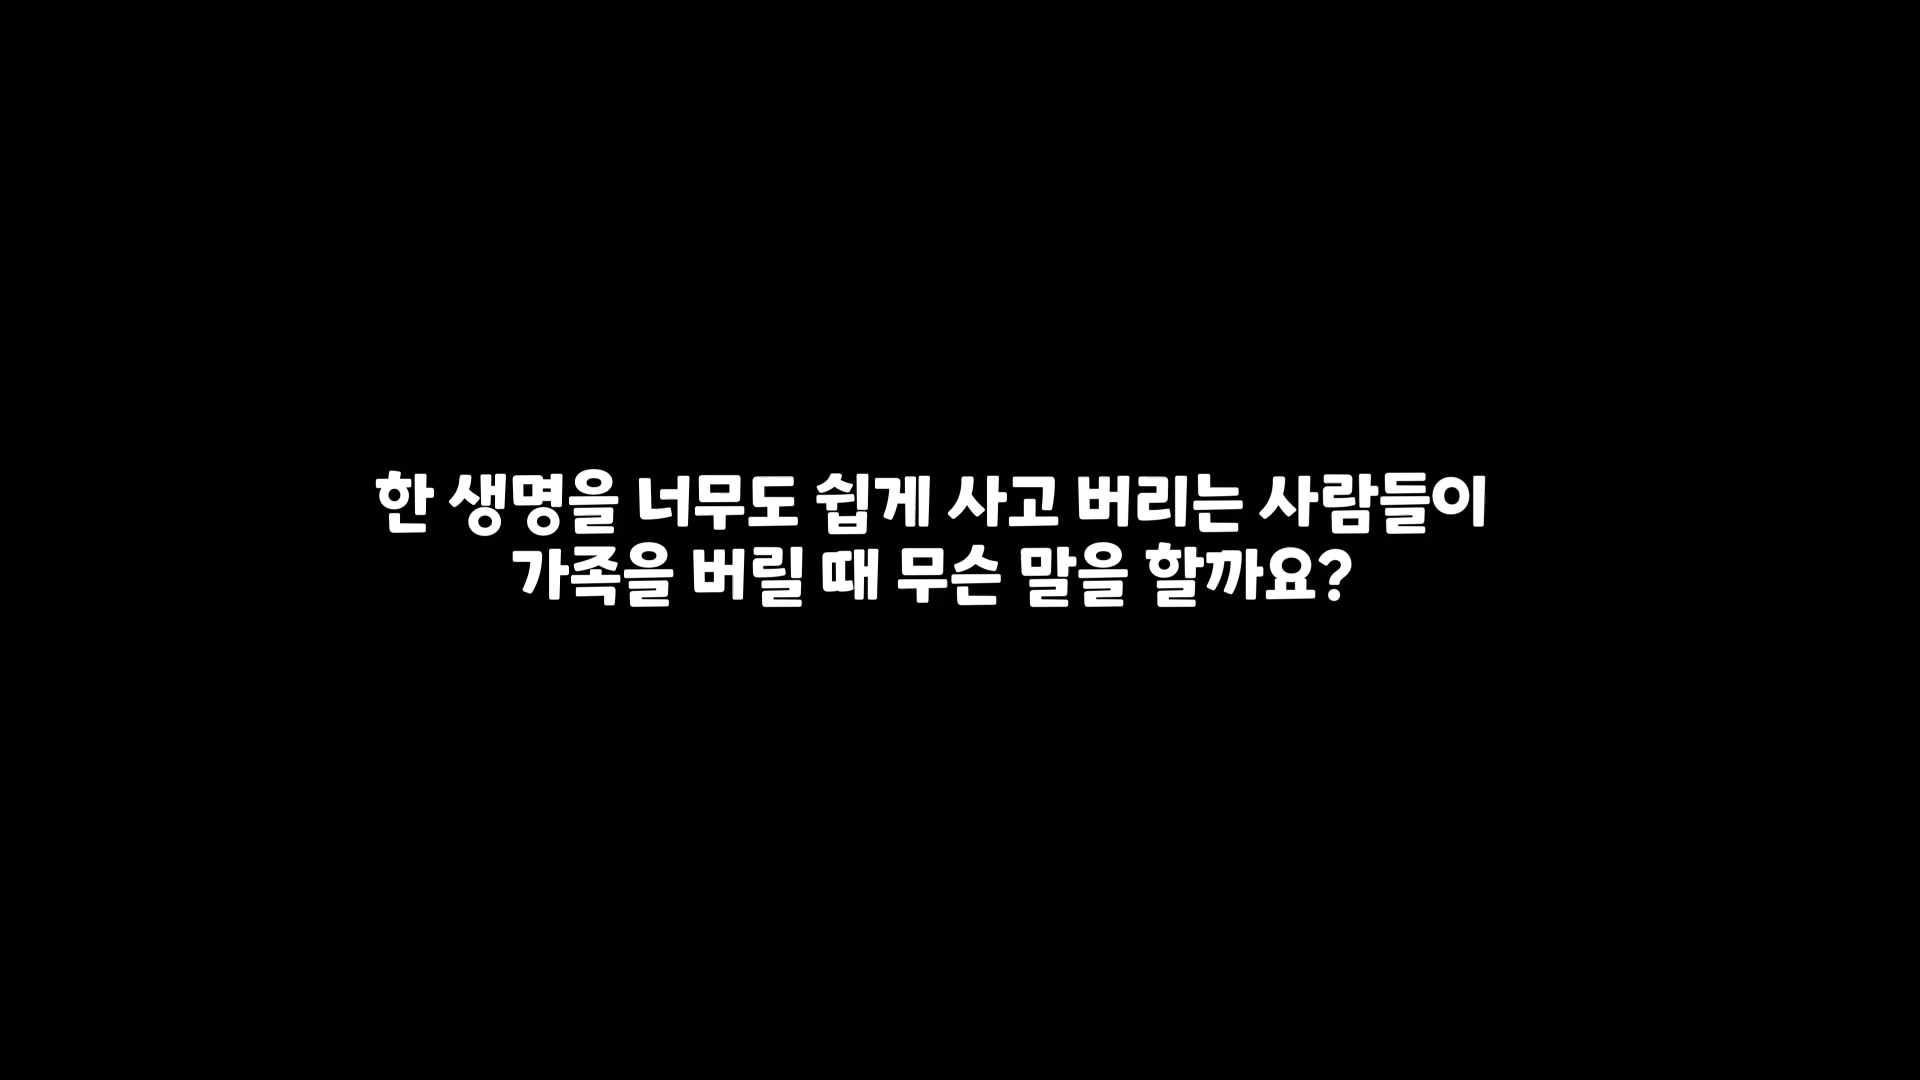 한 생명을 너무도 쉽게 사고 버리는 사람들이
가족을 버릴 때 무슨 말을 할까요?